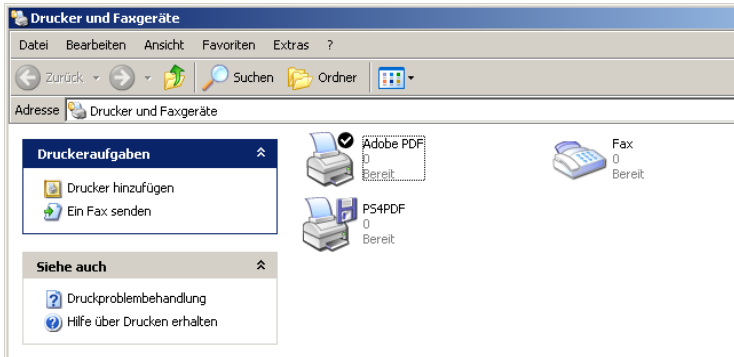 Drucker und Faxgeräte
Datei Bearbeiten Ansicht Favoriten Extras ?
Zurück Suchen Ordner
Adresse Drucker und Faxgeräte
Druckeraufgaben
Drucker hinzufügen
Ein Fax senden
Siehe auch
Druckproblembehandlung
Hilfe über Drucken erhalten
Adobe PDF
0
Bereit
Fax
0
Bereit
PS4PDF
0
Bereit